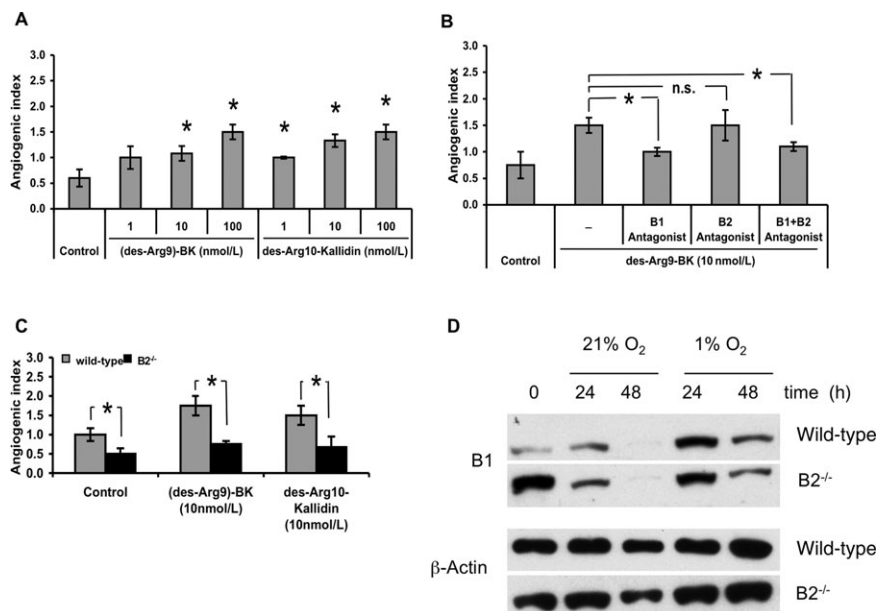 A
Angiogenic index
3.0
2.5
2.0
1.5
1.0
0.5
0.0
* * * * *
1 10 100 1 10 100
Control (des-Arg9)-BK (nmol/L) des-Arg10-Kallidin (nmol/L)
B
Angiogenic index
3.0
2.5
2.0
1.5
1.0
0.5
0.0
*
n.s.
*
– B1 Antagonist B2 Antagonist B1+B2 Antagonist
Control des-Arg9-BK (10 nmol/L)
C
wild-type B2-/-
Angiogenic index
3.0
2.5
2.0
1.5
1.0
0.5
0.0
* * *
Control (des-Arg9)-BK des-Arg10-
(10nmol/L) Kallidin
(10nmol/L)
D
21% O2 1% O2
0 24 48 24 48 time (h)
B1
Wild-type
B2-/-
β-Actin
Wild-type
B2-/-